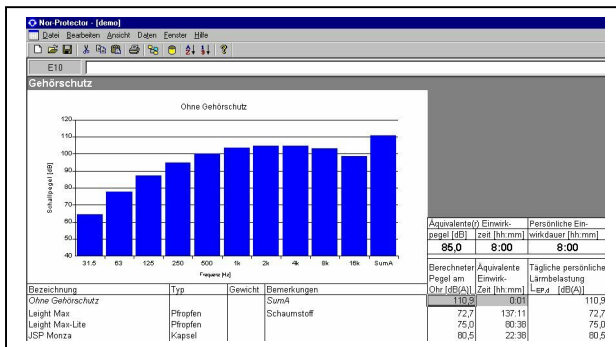 Nor-Protector - [demo]
Datei Bearbeiten Ansicht Daten Fenster Hilfe
E10
Gehörschutz
Ohne Gehörschutz
Schallpegel [dB]
120
110
100
90
80
70
60
50
40
31.5 63 125 250 500 1k 2k 4k 8k 16k SumA
Frequenz [Hz]
Äquivalente(r) Einwirk- Persönliche Ein-
pegel [dB] zeit [hh:mm] wirkdauer [hh:mm]
85,0 8:00 8:00
Berechneter Äquivalente Tägliche persönliche
Pegel am Einwirk- Lärmbelastung
Bezeichnung Typ Gewicht Bemerkungen Ohr [dB(A)] Zeit [hh:mm] LEP,d [dB(A)]
Ohne Gehörschutz SumA 110,9 0:01 110,9
Leight Max Pfropfen Schaumstoff 72,7 137:11 72,7
Leight Max-Lite Pfropfen 75,0 80:38 75,0
JSP Monza Kapsel 80,5 22:38 80,5